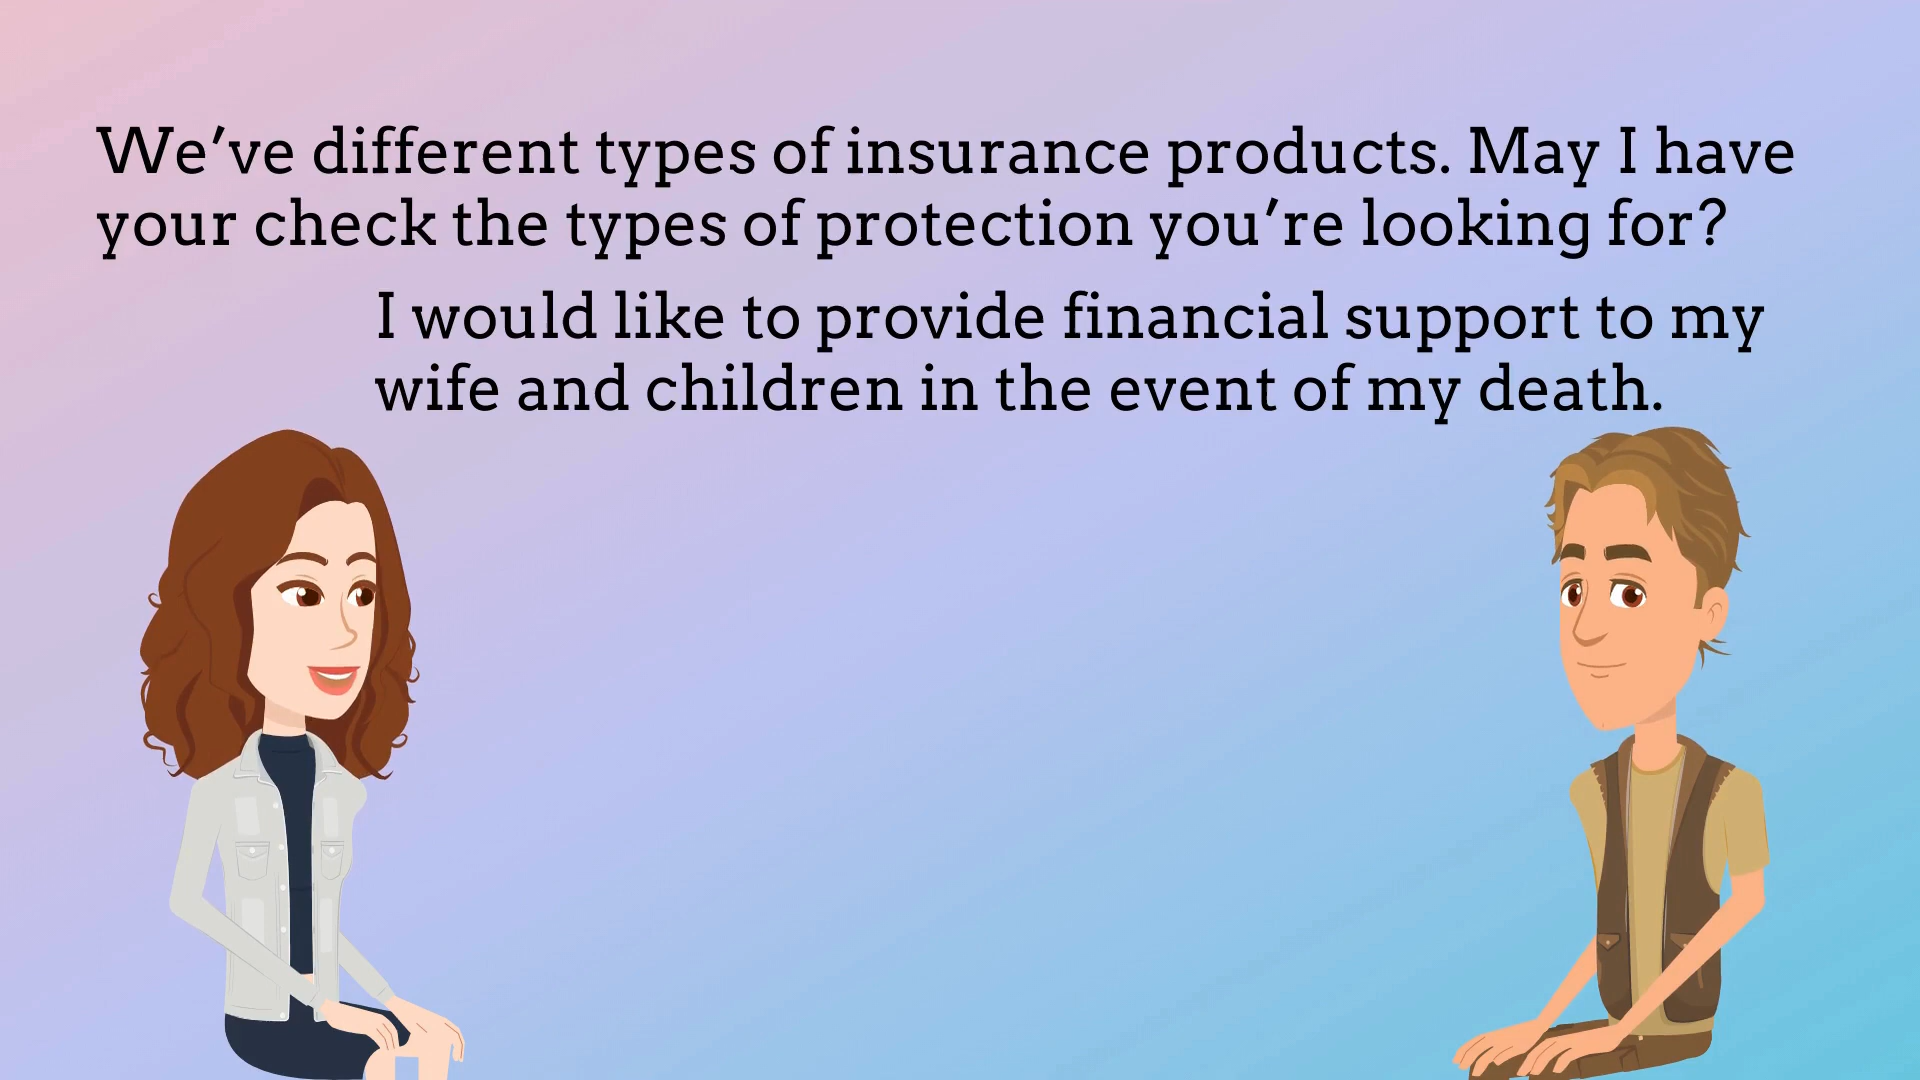 We’ve different types of insurance products. May I have
your check the types of protection you’re looking for?
I would like to provide financial support to my
wife and children in the event of my death.